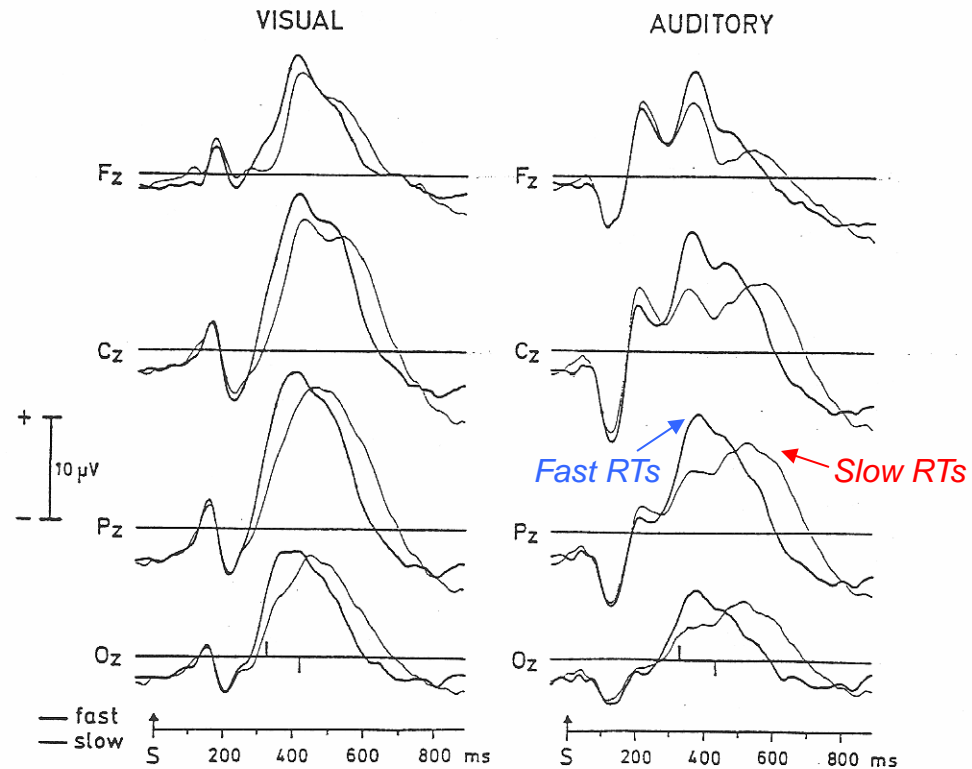 VISUAL
AUDITORY
Fz
Fz
Cz
Cz
+
10 µV
−
Fast RTs
Slow RTs
Pz
Pz
Oz
Oz
— fast
— slow
S 200 400 600 800 ms
S 200 400 600 800 ms